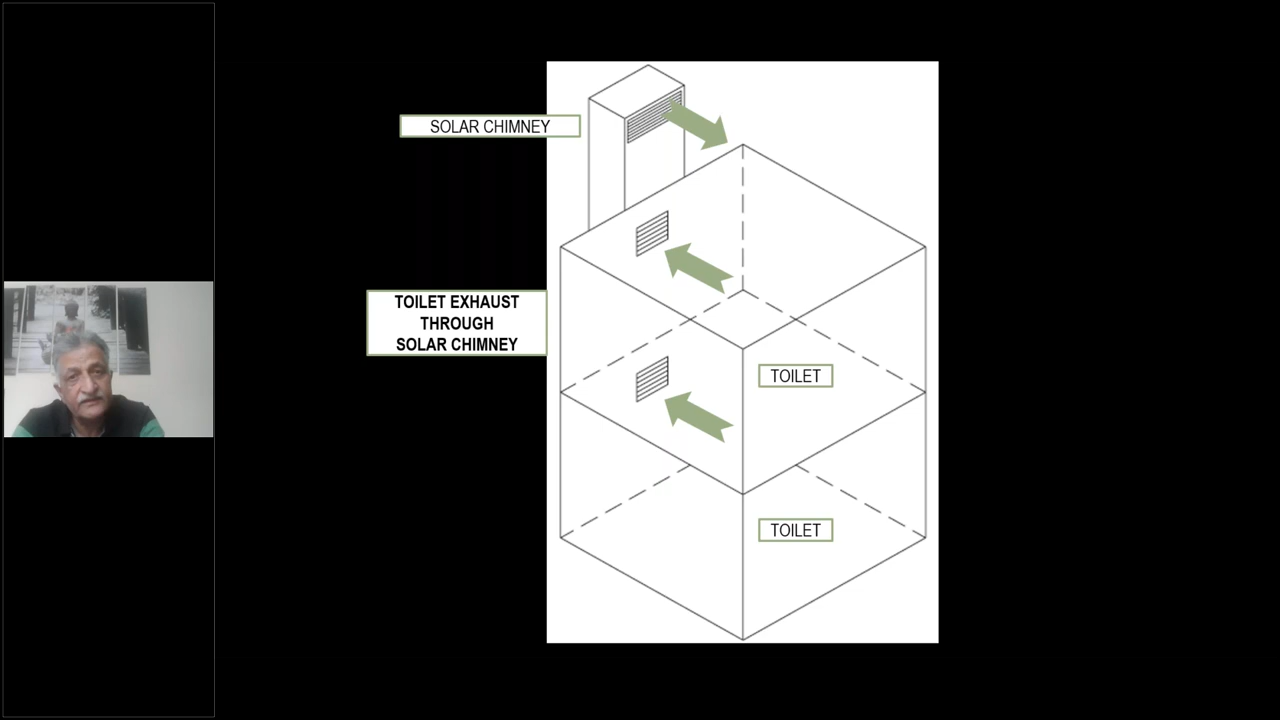 SOLAR CHIMNEY
TOILET EXHAUST
THROUGH
SOLAR CHIMNEY
TOILET
TOILET